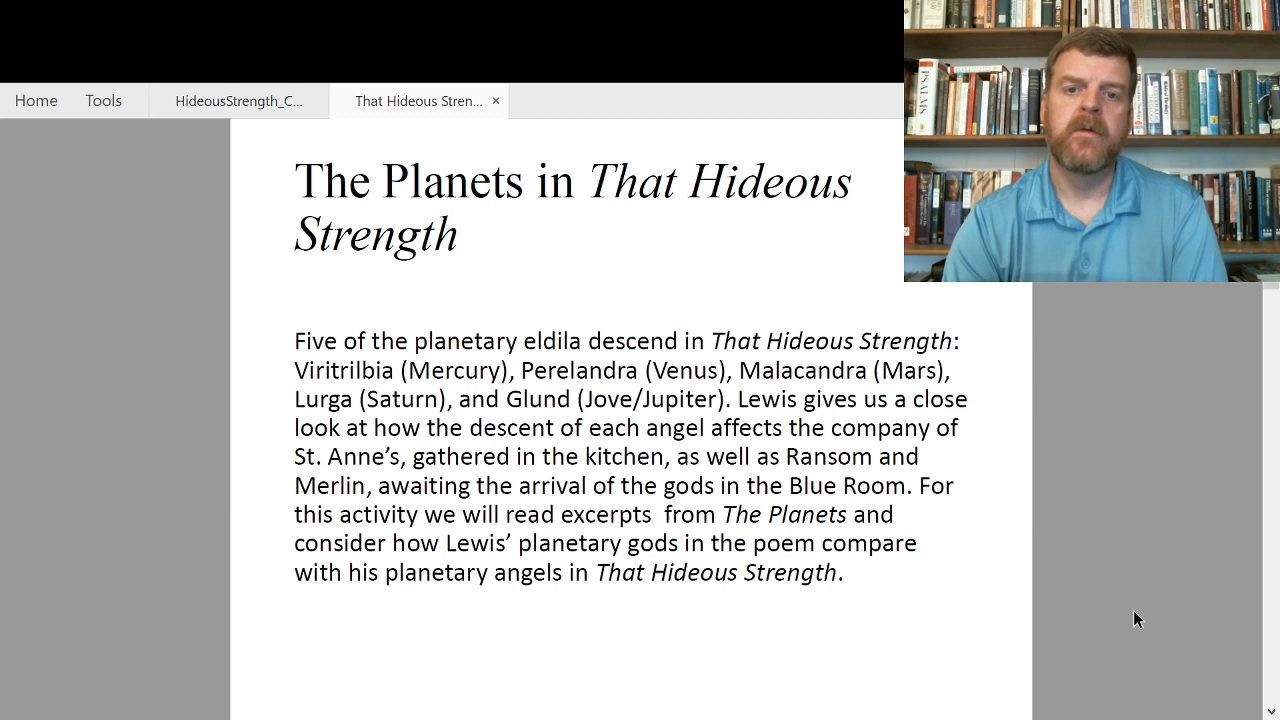 Home Tools HideousStrength_C... That Hideous Stren... ×
The Planets in That Hideous
Strength
Five of the planetary eldila descend in That Hideous Strength:
Viritrilbia (Mercury), Perelandra (Venus), Malacandra (Mars),
Lurga (Saturn), and Glund (Jove/Jupiter). Lewis gives us a close
look at how the descent of each angel affects the company of
St. Anne’s, gathered in the kitchen, as well as Ransom and
Merlin, awaiting the arrival of the gods in the Blue Room. For
this activity we will read excerpts  from The Planets and
consider how Lewis’ planetary gods in the poem compare
with his planetary angels in That Hideous Strength.
PSALMS